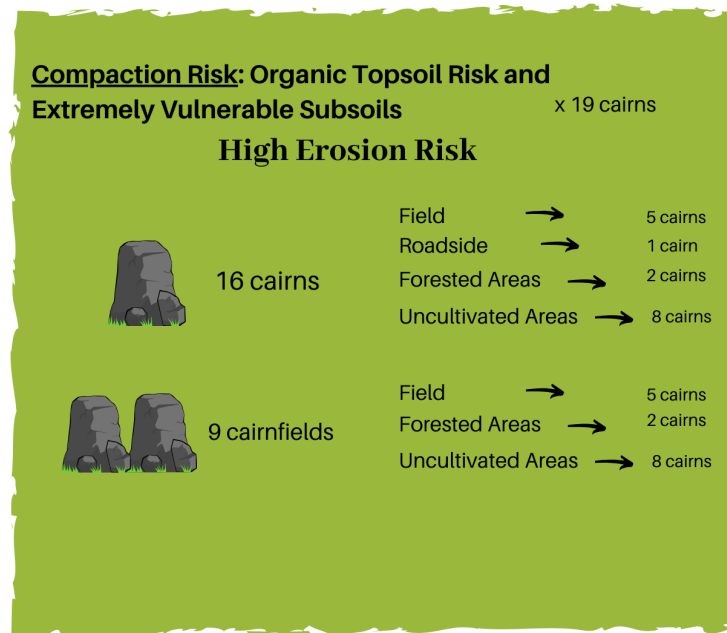 Compaction Risk: Organic Topsoil Risk and
Extremely Vulnerable Subsoils
x 19 cairns
High Erosion Risk
16 cairns
Field 5 cairns
Roadside 1 cairn
Forested Areas 2 cairns
Uncultivated Areas 8 cairns
9 cairnfields
Field 5 cairns
Forested Areas 2 cairns
Uncultivated Areas 8 cairns